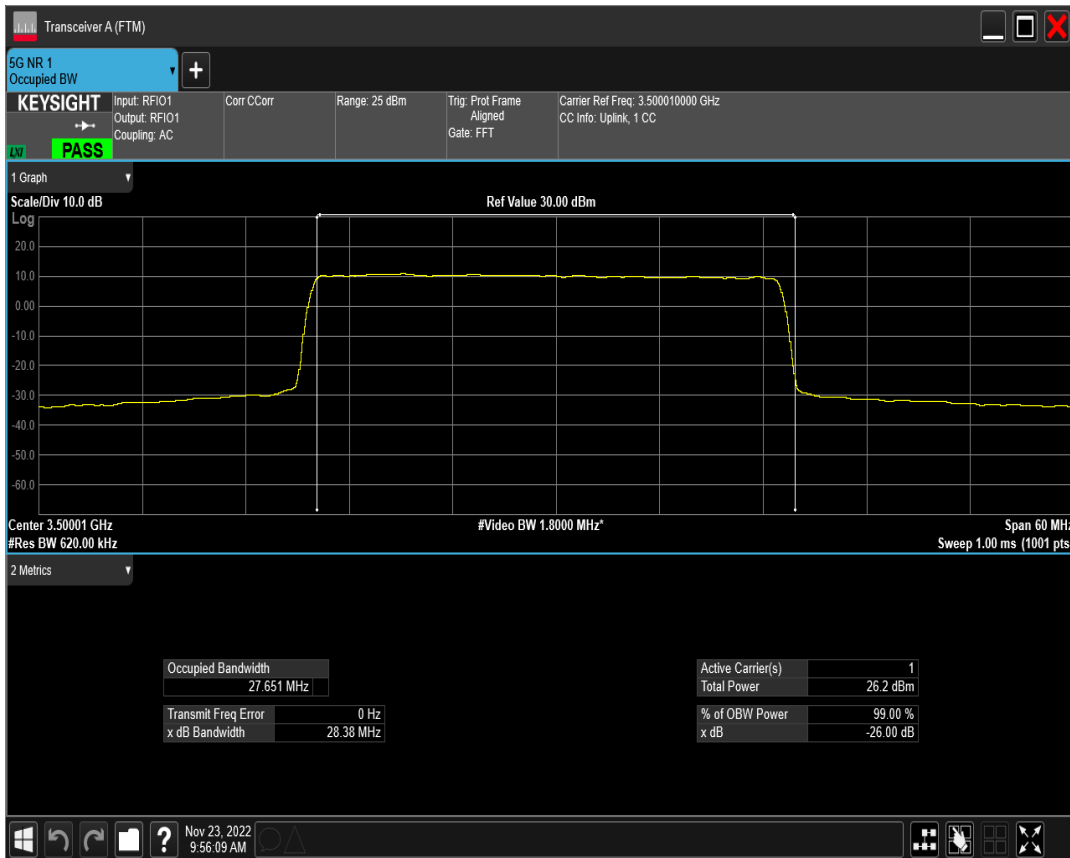 Transceiver A (FTM)
5G NR 1
Occupied BW
+
KEYSIGHT
LXI
PASS
Input: RFIO1
Output: RFIO1
Coupling: AC
Corr CCorr
Range: 25 dBm
Trig: Prot Frame
Aligned
Gate: FFT
Carrier Ref Freq: 3.500010000 GHz
CC Info: Uplink, 1 CC
1 Graph
Scale/Div 10.0 dB
Ref Value 30.00 dBm
Log
20.0
10.0
0.00
-10.0
-20.0
-30.0
-40.0
-50.0
-60.0
Center 3.50001 GHz
#Video BW 1.8000 MHz*
Span 60 MHz
#Res BW 620.00 kHz
Sweep 1.00 ms (1001 pts
2 Metrics
Occupied Bandwidth
27.651 MHz
Transmit Freq Error 0 Hz
x dB Bandwidth 28.38 MHz
Active Carrier(s) 1
Total Power 26.2 dBm
% of OBW Power 99.00 %
x dB -26.00 dB
?
Nov 23, 2022
9:56:09 AM